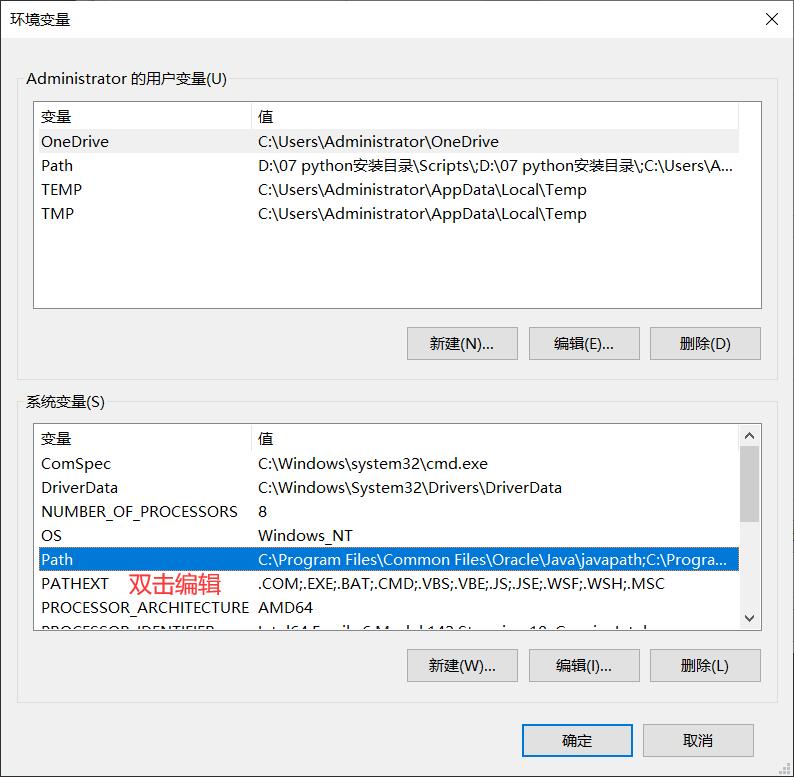 环境变量
Administrator 的用户变量(U)
变量 值
OneDrive C:\Users\Administrator\OneDrive
Path D:\07 python安装目录\Scripts\;D:\07 python安装目录\;C:\Users\A...
TEMP C:\Users\Administrator\AppData\Local\Temp
TMP C:\Users\Administrator\AppData\Local\Temp
新建(N)... 编辑(E)... 删除(D)
系统变量(S)
变量 值
ComSpec C:\Windows\system32\cmd.exe
DriverData C:\Windows\System32\Drivers\DriverData
NUMBER_OF_PROCESSORS 8
OS Windows_NT
Path C:\Program Files\Common Files\Oracle\Java\javapath;C:\Progra...
PATHEXT 双击编辑 .COM;.EXE;.BAT;.CMD;.VBS;.VBE;.JS;.JSE;.WSF;.WSH;.MSC
PROCESSOR_ARCHITECTURE AMD64
新建(W)... 编辑(I)... 删除(L)
确定 取消